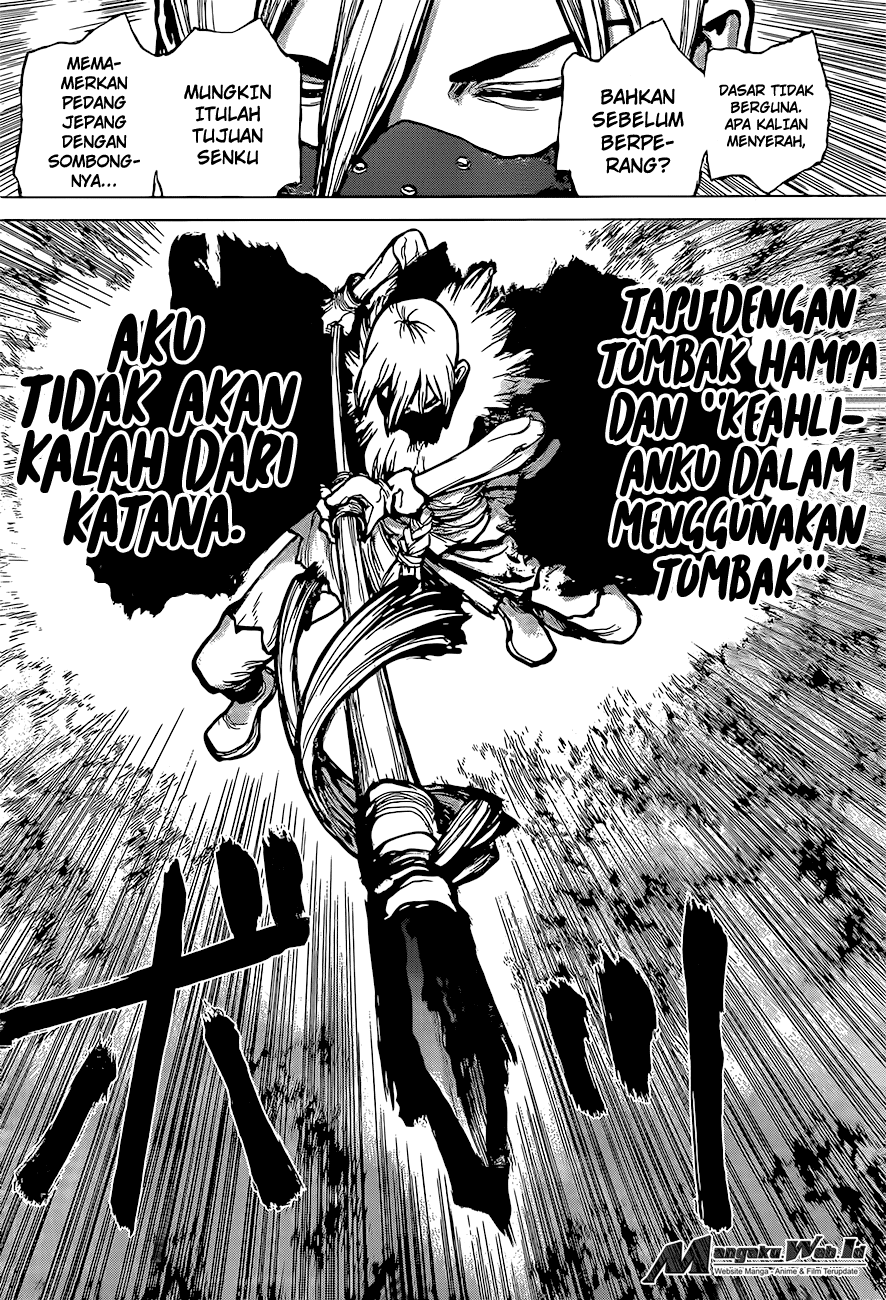 DASAR TIDAK
BERGUNA.
APA KALIAN
MENYERAH,
BAHKAN
SEBELUM
BERPE-
RANG?
MUNGKIN
ITULAH
TUJUAN
SENKU
MEMA-
MERKAN
PEDANG
JEPANG
DENGAN
SOMBONG-
NYA...
TAPI DENGAN
TOMBAK HAMPA
DAN "KEAHLI-
ANKU DALAM
MENGGUNAKAN
TOMBAK"
AKU
TIDAK AKAN
KALAH DARI
KATANA.
ボッ
Mangaku.Web.Id
Website Manga - Anime & Film Terupdate